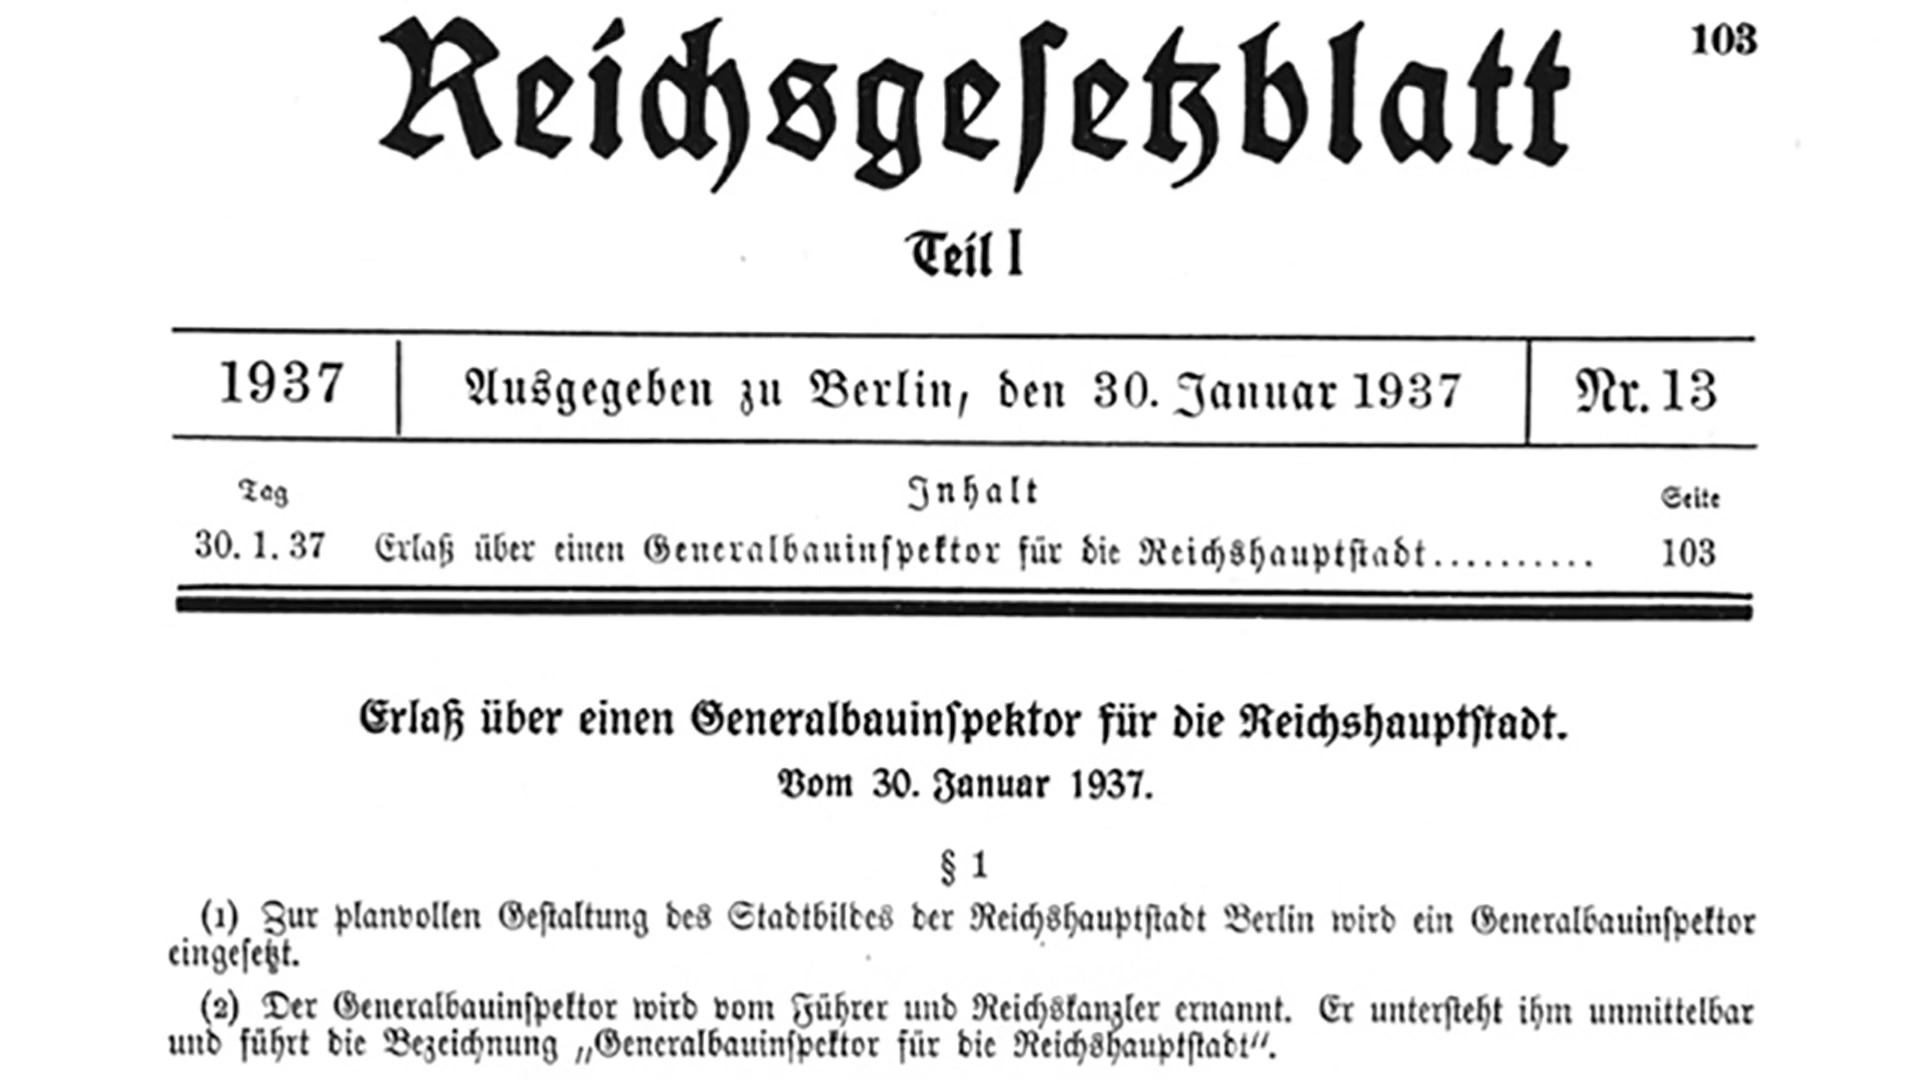 103
Reichsgesetzblatt
Teil I
1937 Ausgegeben zu Berlin, den 30. Januar 1937 Nr. 13
Tag Inhalt Seite
30. 1. 37 Erlaß über einen Generalbauinspektor für die Reichshauptstadt.......... 103
Erlaß über einen Generalbauinspektor für die Reichshauptstadt.
Vom 30. Januar 1937.
§ 1
(1) Zur planvollen Gestaltung des Stadtbildes der Reichshauptstadt Berlin wird ein Generalbauinspektor
eingesetzt.
(2) Der Generalbauinspektor wird vom Führer und Reichskanzler ernannt. Er untersteht ihm unmittelbar
und führt die Bezeichnung „Generalbauinspektor für die Reichshauptstadt“.